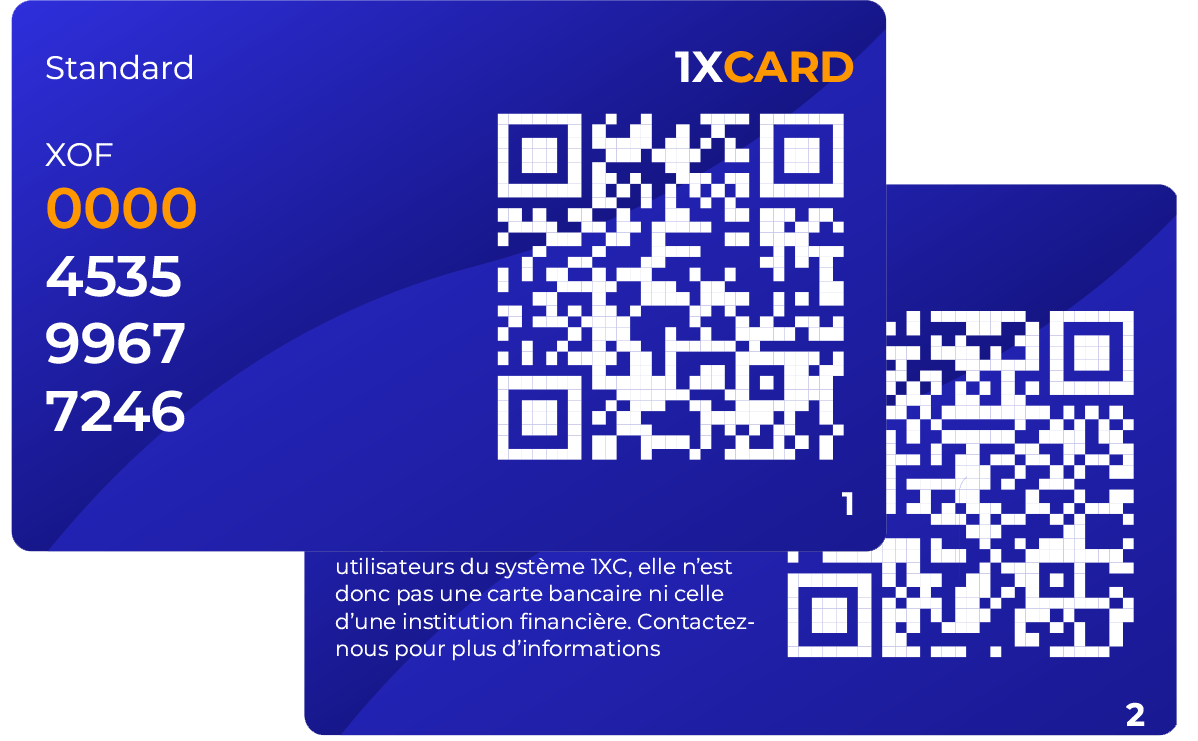 Standard
1XCARD
XOF
0000
4535
9967
7246
1
utilisateurs du système 1XC, elle n’est
donc pas une carte bancaire ni celle
d’une institution financière. Contactez-
nous pour plus d’informations
2